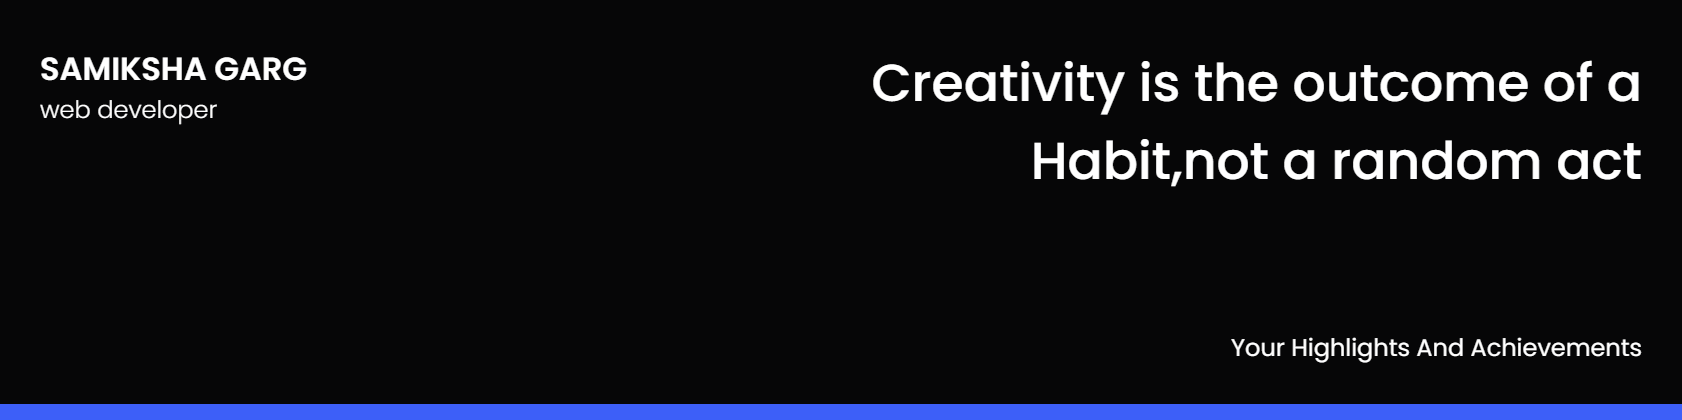 SAMIKSHA GARG
web developer
Creativity is the outcome of a
Habit,not a random act
Your Highlights And Achievements